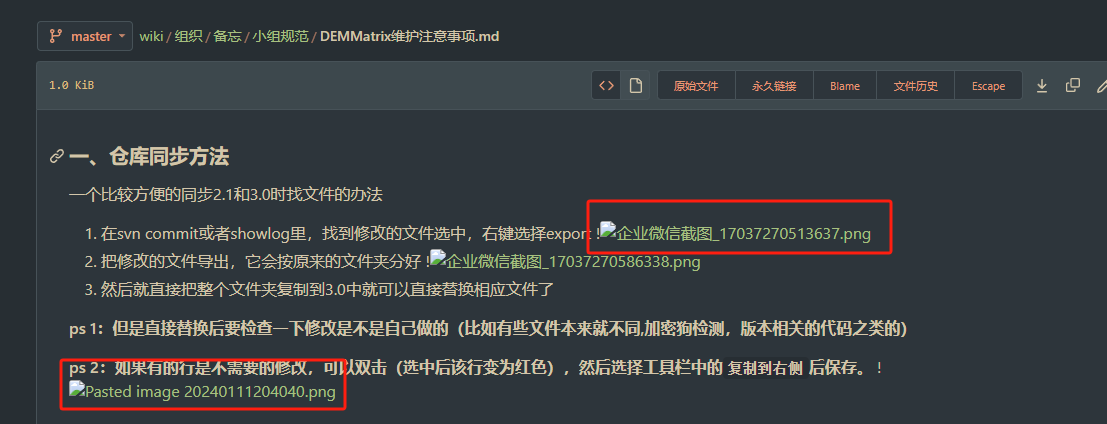 master wiki / 组织 / 备忘 / 小组规范 / DEMMatrix维护注意事项.md
1.0 KiB 原始文件 永久链接 Blame 文件历史 Escape
一、仓库同步方法
一个比较方便的同步2.1和3.0时找文件的办法
1. 在svn commit或者showlog里，找到修改的文件选中，右键选择export !企业微信截图_17037270513637.png
2. 把修改的文件导出，它会按原来的文件夹分好 !企业微信截图_17037270586338.png
3. 然后就直接把整个文件夹复制到3.0中就可以直接替换相应文件了
ps 1：但是直接替换后要检查一下修改是不是自己做的（比如有些文件本来就不同,加密狗检测，版本相关的代码之类的）
ps 2：如果有的行是不需要的修改，可以双击（选中后该行变为红色），然后选择工具栏中的 复制到右侧 后保存。 !
Pasted image 20240111204040.png